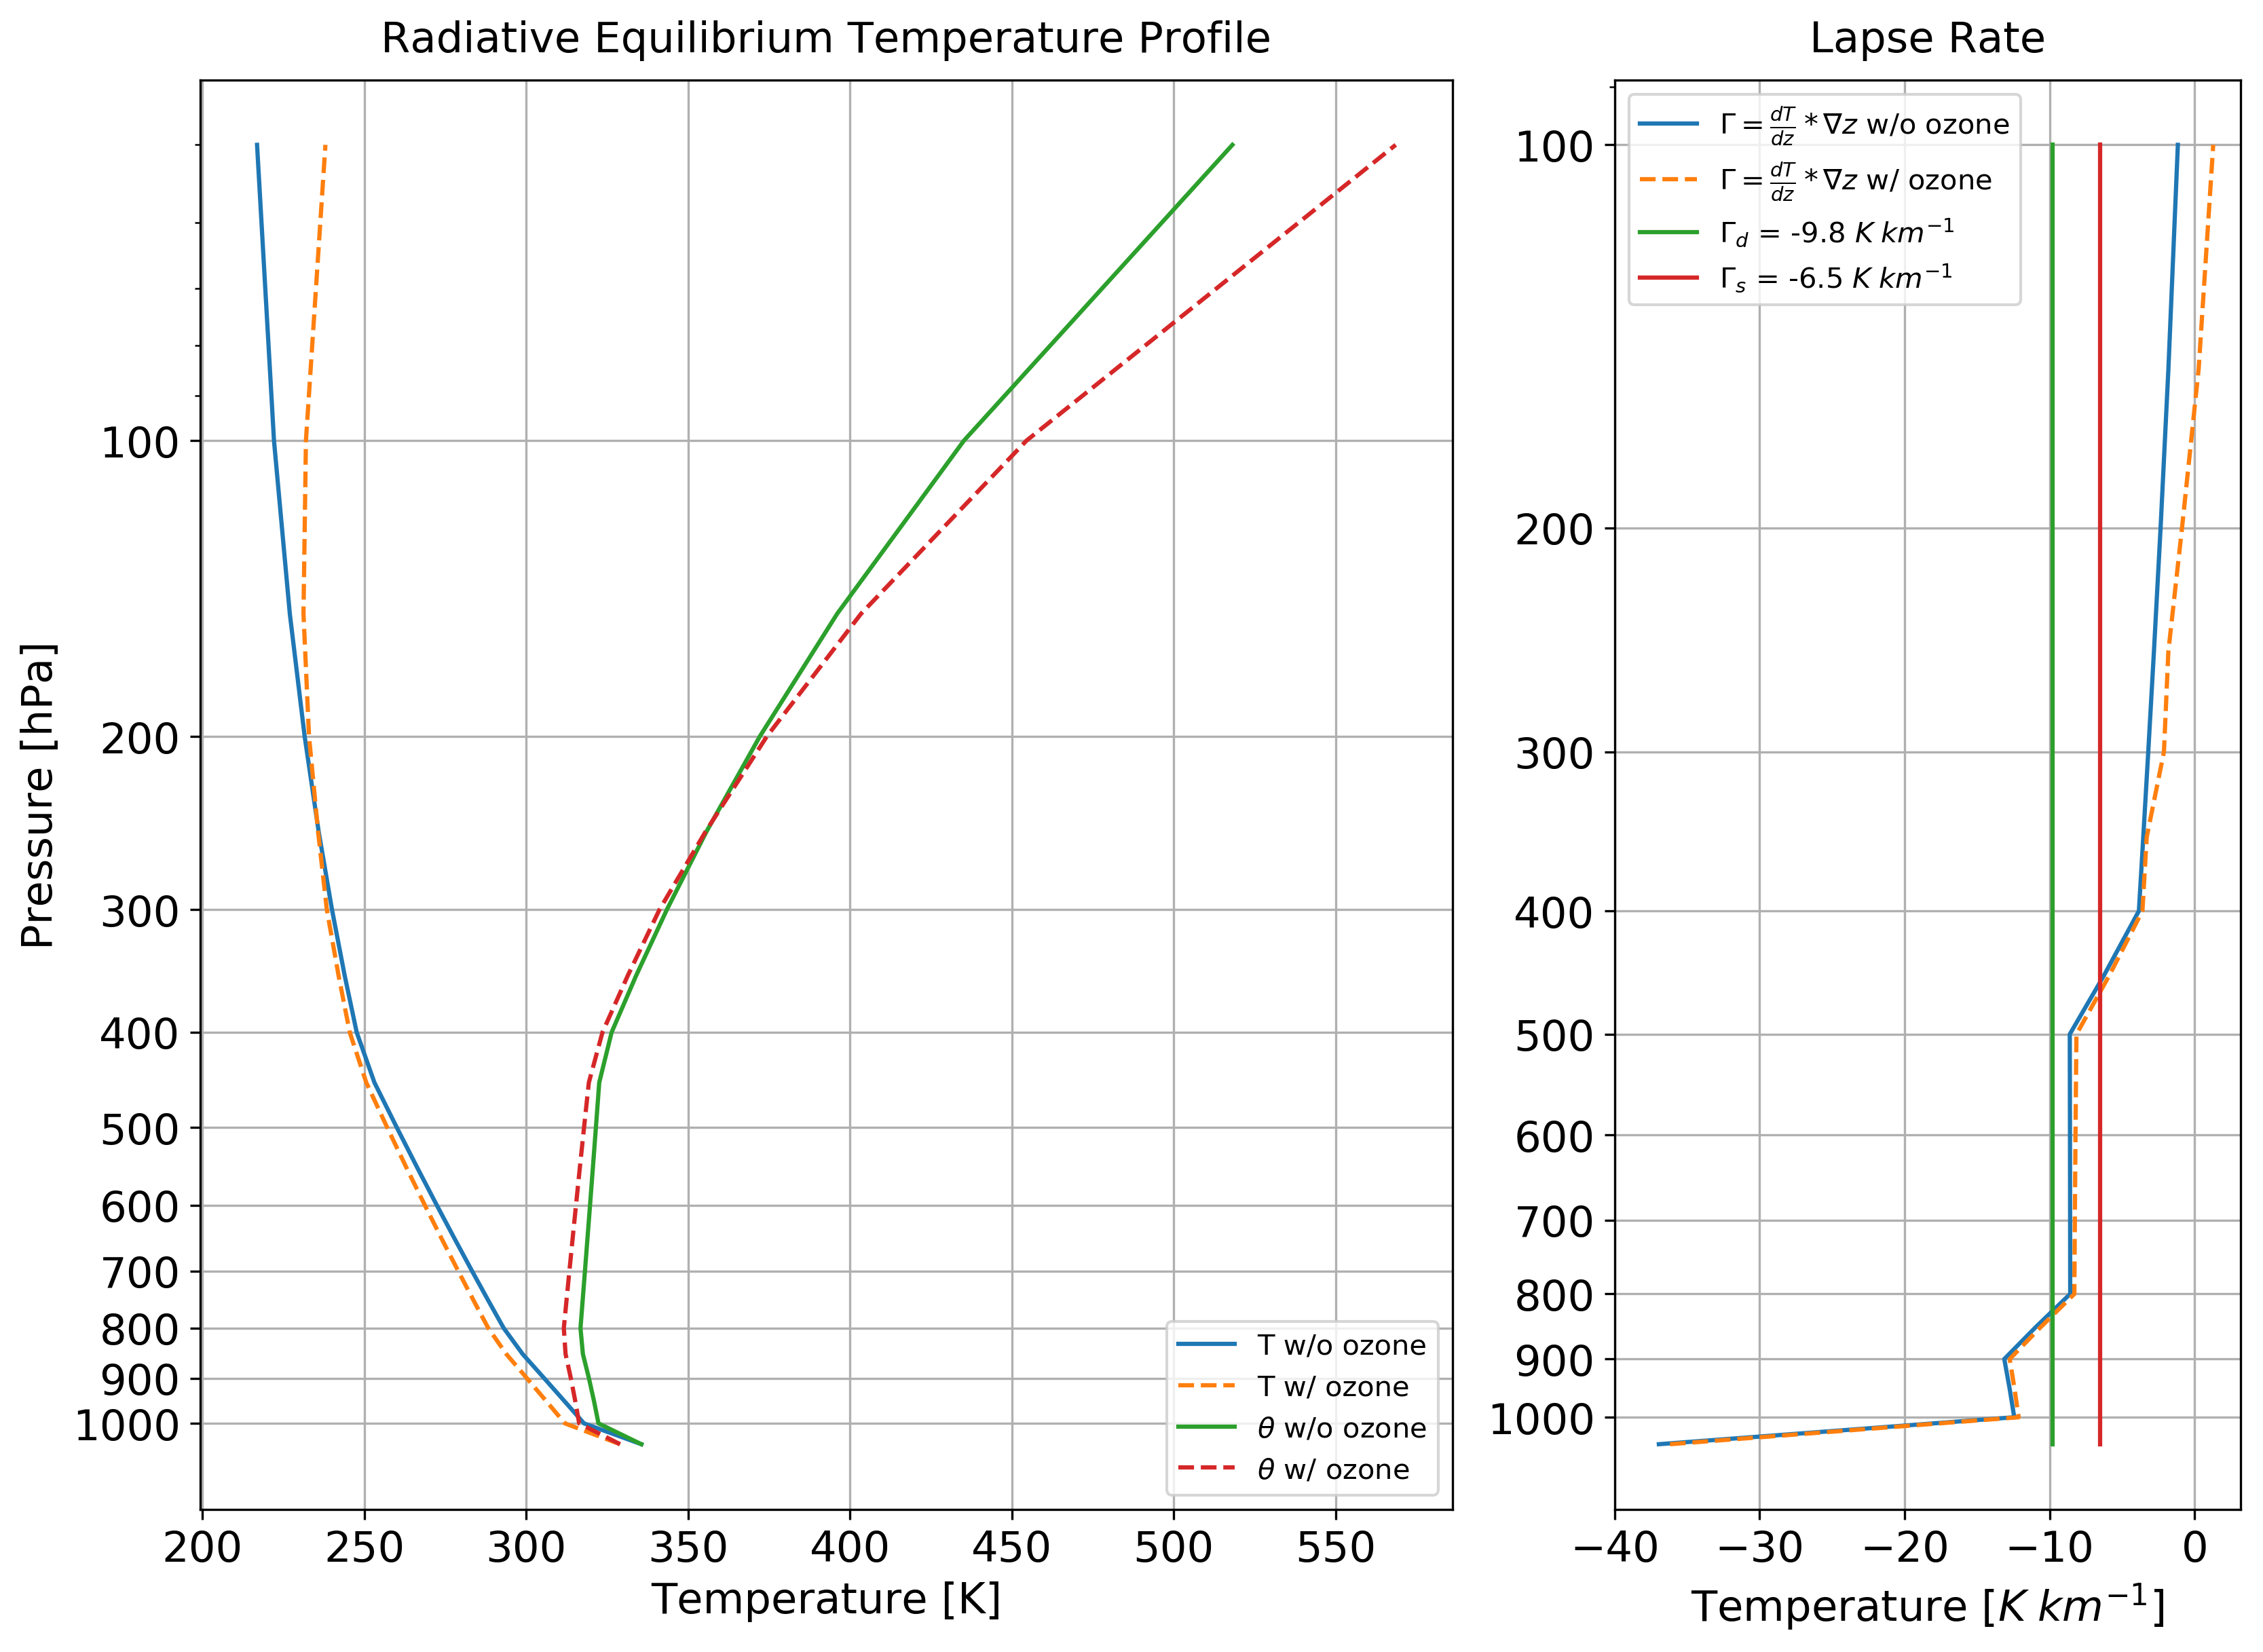 Radiative Equilibrium Temperature Profile
Pressure [hPa]
100
200
300
400
500
600
700
800
900
1000
200 250 300 350 400 450 500 550
Temperature [K]
T w/o ozone
T w/ ozone
θ w/o ozone
θ w/ ozone
Lapse Rate
Γ = dT/dz * ∇z w/o ozone
Γ = dT/dz * ∇z w/ ozone
Γd = -9.8 K km⁻¹
Γs = -6.5 K km⁻¹
100
200
300
400
500
600
700
800
900
1000
−40 −30 −20 −10 0
Temperature [K km⁻¹]